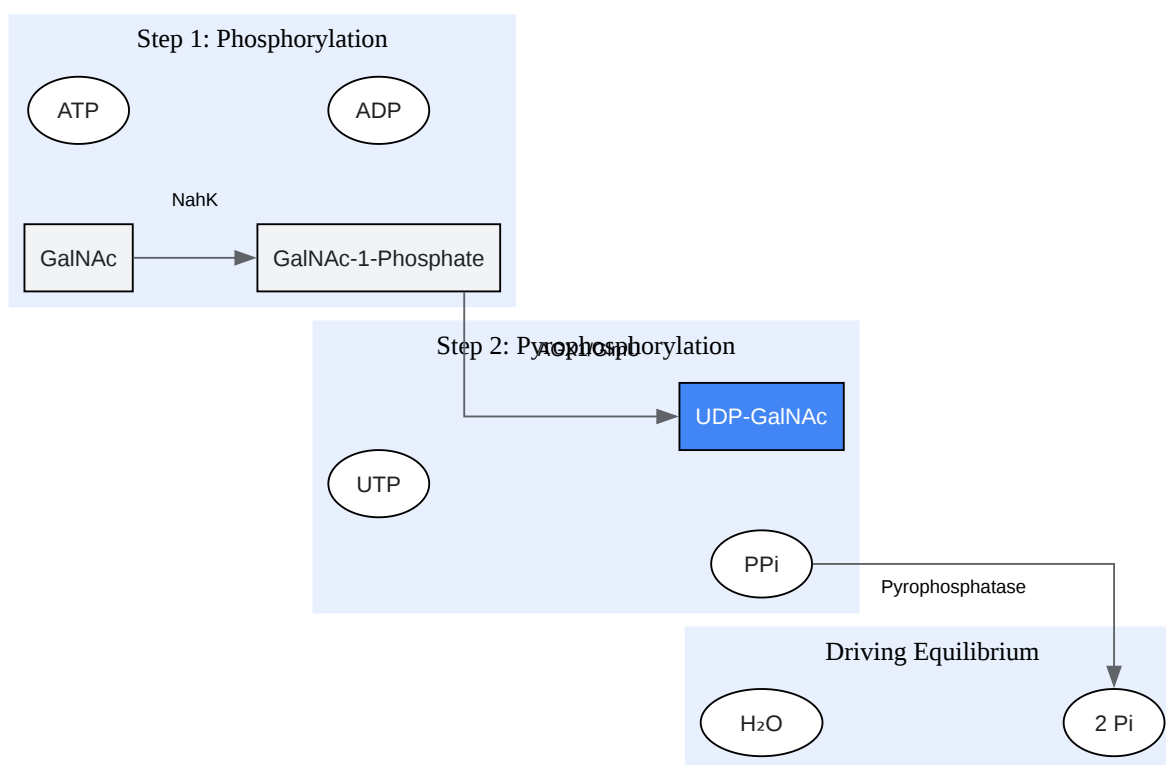 Step 1: Phosphorylation
ATP
ADP
NahK
GalNAc
GalNAc-1-Phosphate
Step 2: Pyrophosphorylation
UDP-GalNAc
UTP
PPi
Pyrophosphatase
Driving Equilibrium
H₂O
2 Pi